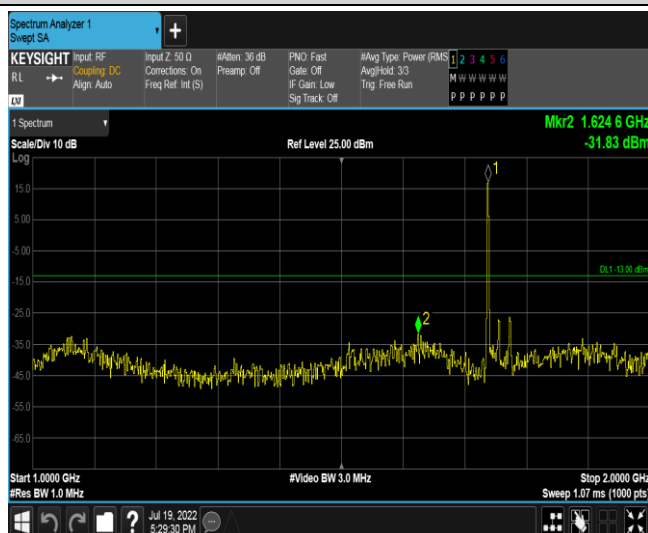 Spectrum Analyzer 1
Swept SA
KEYSIGHT
RL
LXI
Input: RF
Coupling: DC
Align: Auto
Input Z: 50 Ω
Corrections: On
Freq Ref: Int (S)
#Atten: 36 dB
Preamp: Off
PNO: Fast
Gate: Off
IF Gain: Low
Sig Track: Off
#Avg Type: Power (RMS
Avg|Hold: 3/3
Trig: Free Run
1 2 3 4 5 6
M W W W W W
P P P P P P
1 Spectrum
Mkr2 1.624 6 GHz
Scale/Div 10 dB
Ref Level 25.00 dBm
-31.83 dBm
Log
1
15.0
5.00
-5.00
DL1 -13.00 dBm
-15.0
-25.0
2
-35.0
-45.0
-55.0
-65.0
Start 1.0000 GHz
#Video BW 3.0 MHz
Stop 2.0000 GHz
#Res BW 1.0 MHz
Sweep 1.07 ms (1000 pts)
?
Jul 19, 2022
5:29:30 PM